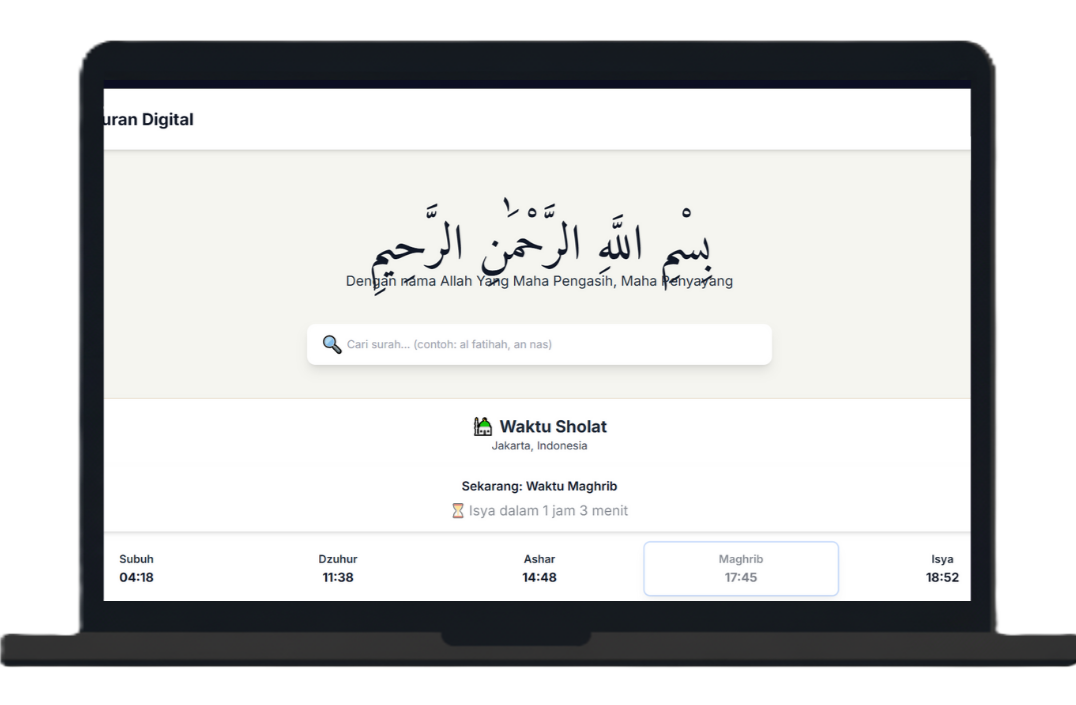 uran Digital
بِسْمِ اللَّهِ الرَّحْمَٰنِ الرَّحِيمِ
Dengan nama Allah Yang Maha Pengasih, Maha Penyayang
Cari surah... (contoh: al fatihah, an nas)
Waktu Sholat
Jakarta, Indonesia
Sekarang: Waktu Maghrib
Isya dalam 1 jam 3 menit
Subuh Dzuhur Ashar Maghrib Isya
04:18 11:38 14:48 17:45 18:52